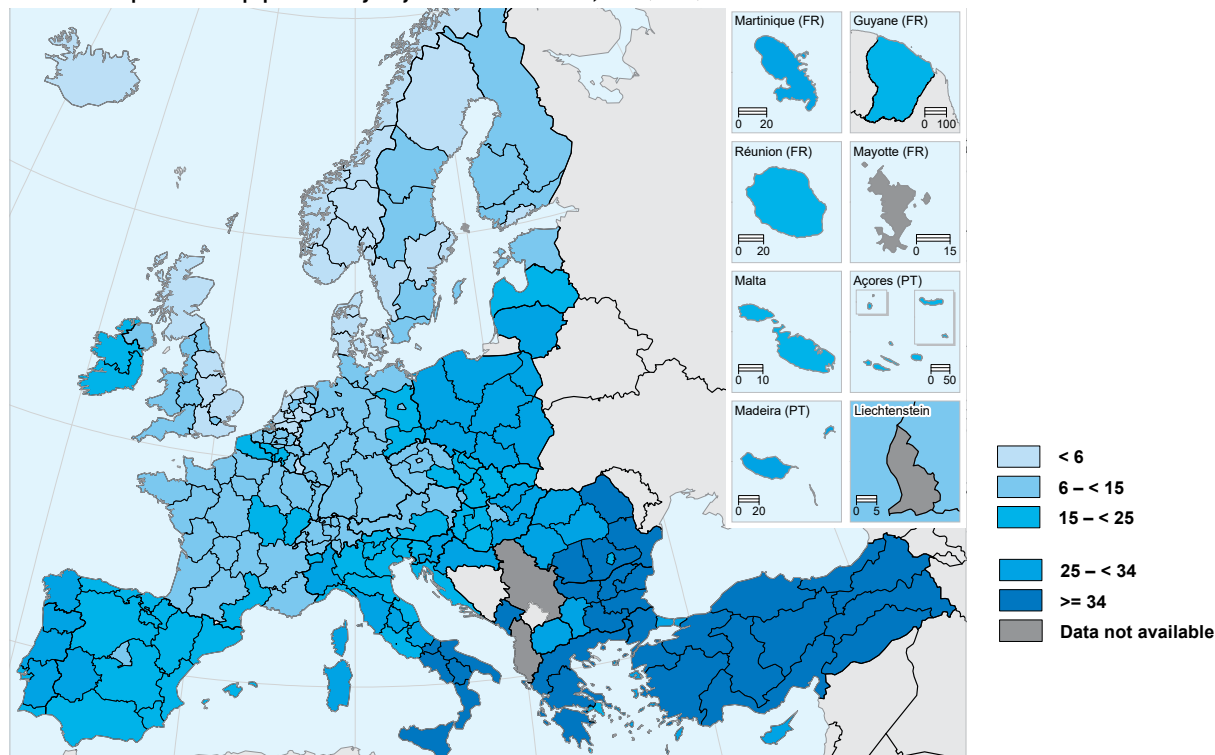 Martinique (FR)
0 20
Guyane (FR)
0 100
Réunion (FR)
0 20
Mayotte (FR)
0 15
Malta
0 10
Açores (PT)
0 50
Madeira (PT)
0 20
Liechtenstein
0 5
< 6
6 – < 15
15 – < 25
25 – < 34
>= 34
Data not available